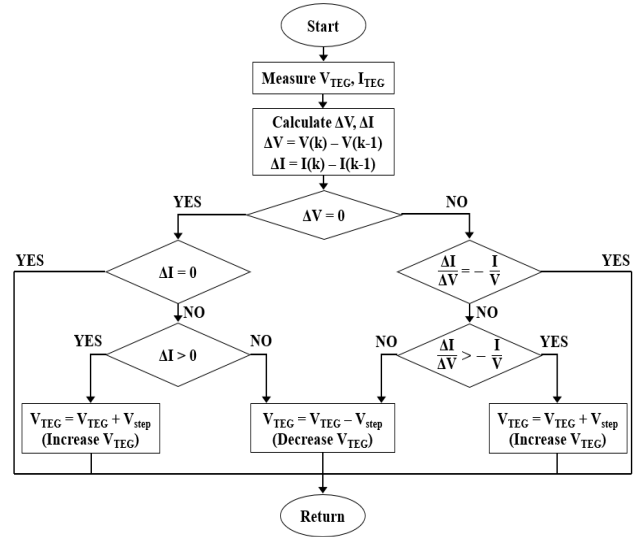 Start
Measure V_TEG, I_TEG
Calculate ΔV, ΔI
ΔV = V(k) – V(k-1)
ΔI = I(k) – I(k-1)
ΔV = 0
YES
NO
ΔI = 0
YES
NO
ΔI/ΔV = – I/V
YES
NO
ΔI > 0
YES
NO
ΔI/ΔV > – I/V
NO
YES
V_TEG = V_TEG + V_step
(Increase V_TEG)
V_TEG = V_TEG – V_step
(Decrease V_TEG)
V_TEG = V_TEG + V_step
(Increase V_TEG)
Return